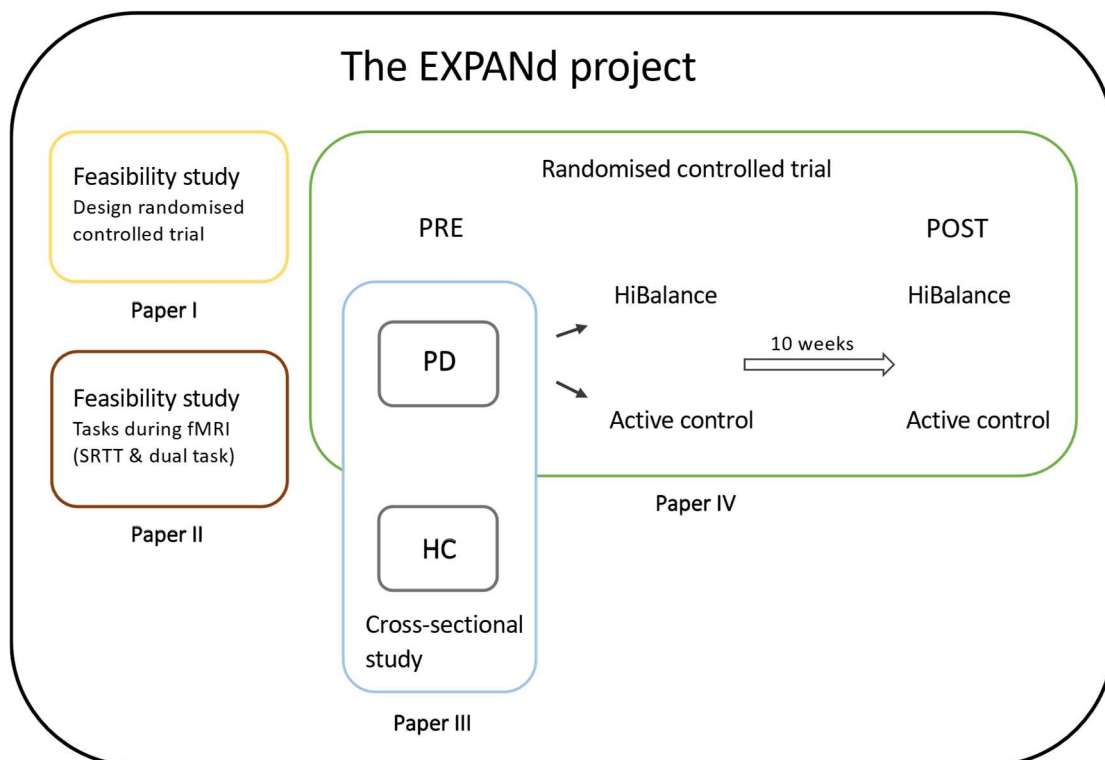 The EXPANd project
Feasibility study
Design randomised
controlled trial
Paper I
Feasibility study
Tasks during fMRI
(SRTT & dual task)
Paper II
Randomised controlled trial
PRE
POST
PD
HiBalance
Active control
10 weeks
HiBalance
Active control
Paper IV
HC
Cross-sectional
study
Paper III